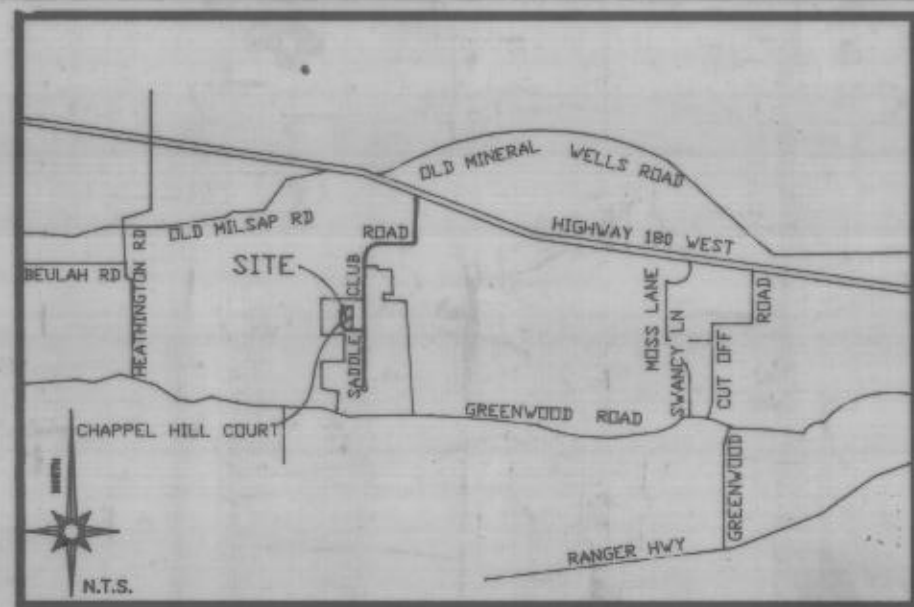 OLD MINERAL WELLS ROAD
OLD MILSAP RD
ROAD
HIGHWAY 180 WEST
BEULAH RD
HEATHINGTON RD
SITE
SADDLE CLUB
MOSS LANE
SWANCY LN
CUT OFF
ROAD
GREENWOOD ROAD
CHAPPEL HILL COURT
GREENWOOD
RANGER HWY
NORTH
N.T.S.